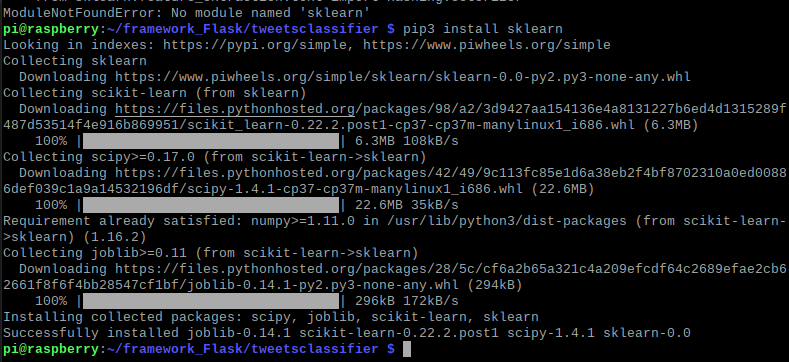 ModuleNotFoundError: No module named 'sklearn'
pi@raspberry:~/framework_Flask/tweetsclassifier $ pip3 install sklearn
Looking in indexes: https://pypi.org/simple, https://www.piwheels.org/simple
Collecting sklearn
  Downloading https://www.piwheels.org/simple/sklearn/sklearn-0.0-py2.py3-none-any.whl
Collecting scikit-learn (from sklearn)
  Downloading https://files.pythonhosted.org/packages/98/a2/3d9427aa154136e4a8131227b6ed4d1315289f
487d53514f4e916b869951/scikit_learn-0.22.2.post1-cp37-cp37m-manylinux1_i686.whl (6.3MB)
    100% || 6.3MB 108kB/s
Collecting scipy>=0.17.0 (from scikit-learn->sklearn)
  Downloading https://files.pythonhosted.org/packages/42/49/9c113fc85e1d6a38eb2f4bf8702310a0ed0088
6def039c1a9a14532196df/scipy-1.4.1-cp37-cp37m-manylinux1_i686.whl (22.6MB)
    100% || 22.6MB 35kB/s
Requirement already satisfied: numpy>=1.11.0 in /usr/lib/python3/dist-packages (from scikit-learn-
>sklearn) (1.16.2)
Collecting joblib>=0.11 (from scikit-learn->sklearn)
  Downloading https://files.pythonhosted.org/packages/28/5c/cf6a2b65a321c4a209efcdf64c2689efae2cb6
2661f8f6f4bb28547cf1bf/joblib-0.14.1-py2.py3-none-any.whl (294kB)
    100% || 296kB 172kB/s
Installing collected packages: scipy, joblib, scikit-learn, sklearn
Successfully installed joblib-0.14.1 scikit-learn-0.22.2.post1 scipy-1.4.1 sklearn-0.0
pi@raspberry:~/framework_Flask/tweetsclassifier $